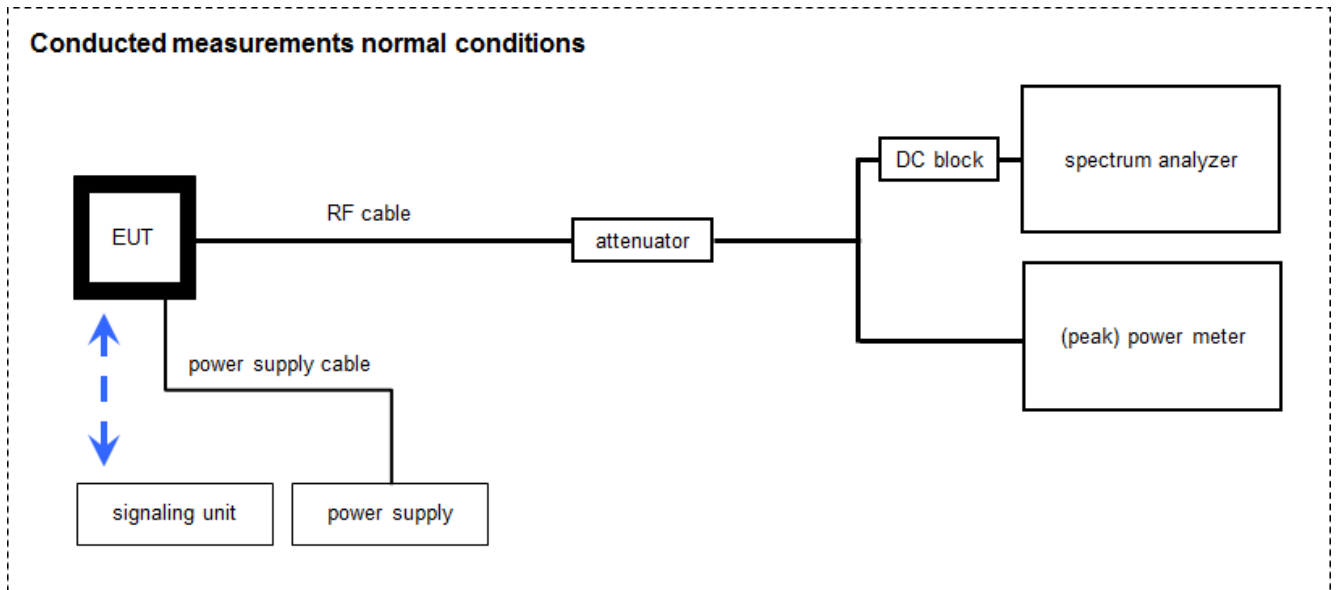 Conducted measurements normal conditions
DC block
spectrum analyzer
EUT
RF cable
attenuator
(peak) power meter
power supply cable
signaling unit
power supply